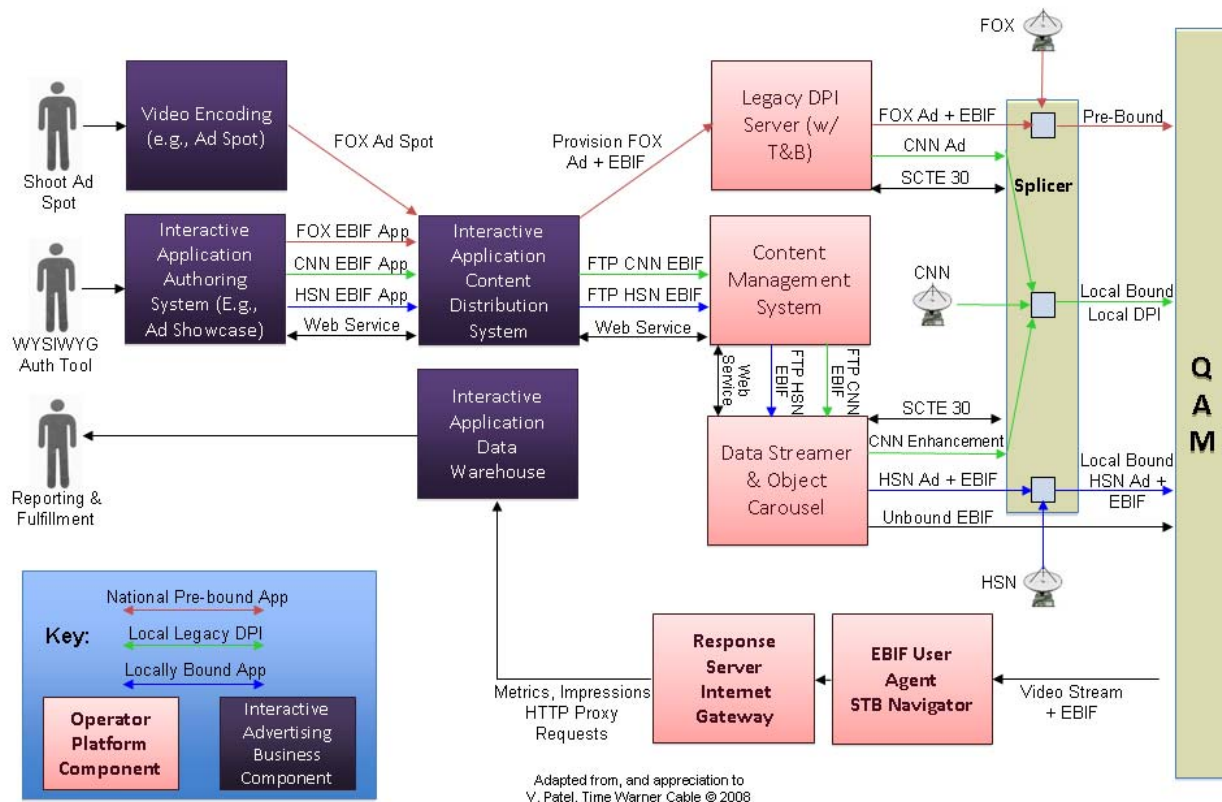 FOX
Video Encoding
(e.g., Ad Spot)
Shoot Ad
Spot
FOX Ad Spot
Provision FOX
Ad + EBIF
Legacy DPI
Server (w/
T&B)
FOX Ad + EBIF
CNN Ad
SCTE 30
Splicer
Pre-Bound
Interactive
Application
Authoring
System (E.g.,
Ad Showcase)
WYSIWYG
Auth Tool
FOX EBIF App
CNN EBIF App
HSN EBIF App
Web Service
Interactive
Application
Content
Distribution
System
FTP CNN EBIF
FTP HSN EBIF
Web Service
Content
Management
System
CNN
Local Bound
Local DPI
Q
A
M
Web
Service
FTP HSN
EBIF
FTP CNN
EBIF
Interactive
Application
Data
Warehouse
Reporting &
Fulfillment
Data Streamer
& Object
Carousel
SCTE 30
CNN Enhancement
HSN Ad + EBIF
Unbound EBIF
Local Bound
HSN Ad +
EBIF
HSN
Key:
National Pre-bound App
Local Legacy DPI
Locally Bound App
Operator
Platform
Component
Interactive
Advertising
Business
Component
Metrics, Impressions
HTTP Proxy
Requests
Response
Server
Internet
Gateway
EBIF User
Agent
STB Navigator
Video Stream
+ EBIF
Adapted from, and appreciation to
V. Patel, Time Warner Cable © 2008